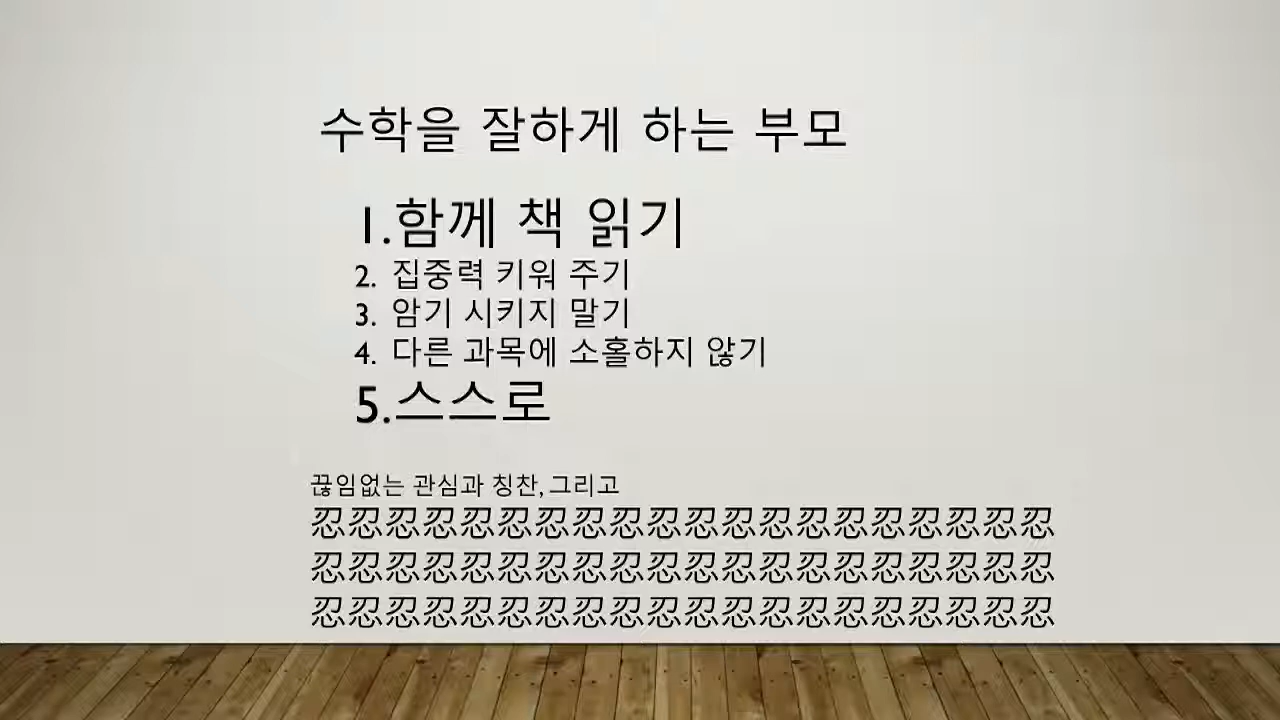 수학을 잘하게 하는 부모
1.함께 책 읽기
2. 집중력 키워 주기
3. 암기 시키지 말기
4. 다른 과목에 소홀하지 않기
5.스스로
끊임없는 관심과 칭찬, 그리고
忍忍忍忍忍忍忍忍忍忍忍忍忍忍忍忍忍忍忍忍
忍忍忍忍忍忍忍忍忍忍忍忍忍忍忍忍忍忍忍忍
忍忍忍忍忍忍忍忍忍忍忍忍忍忍忍忍忍忍忍忍